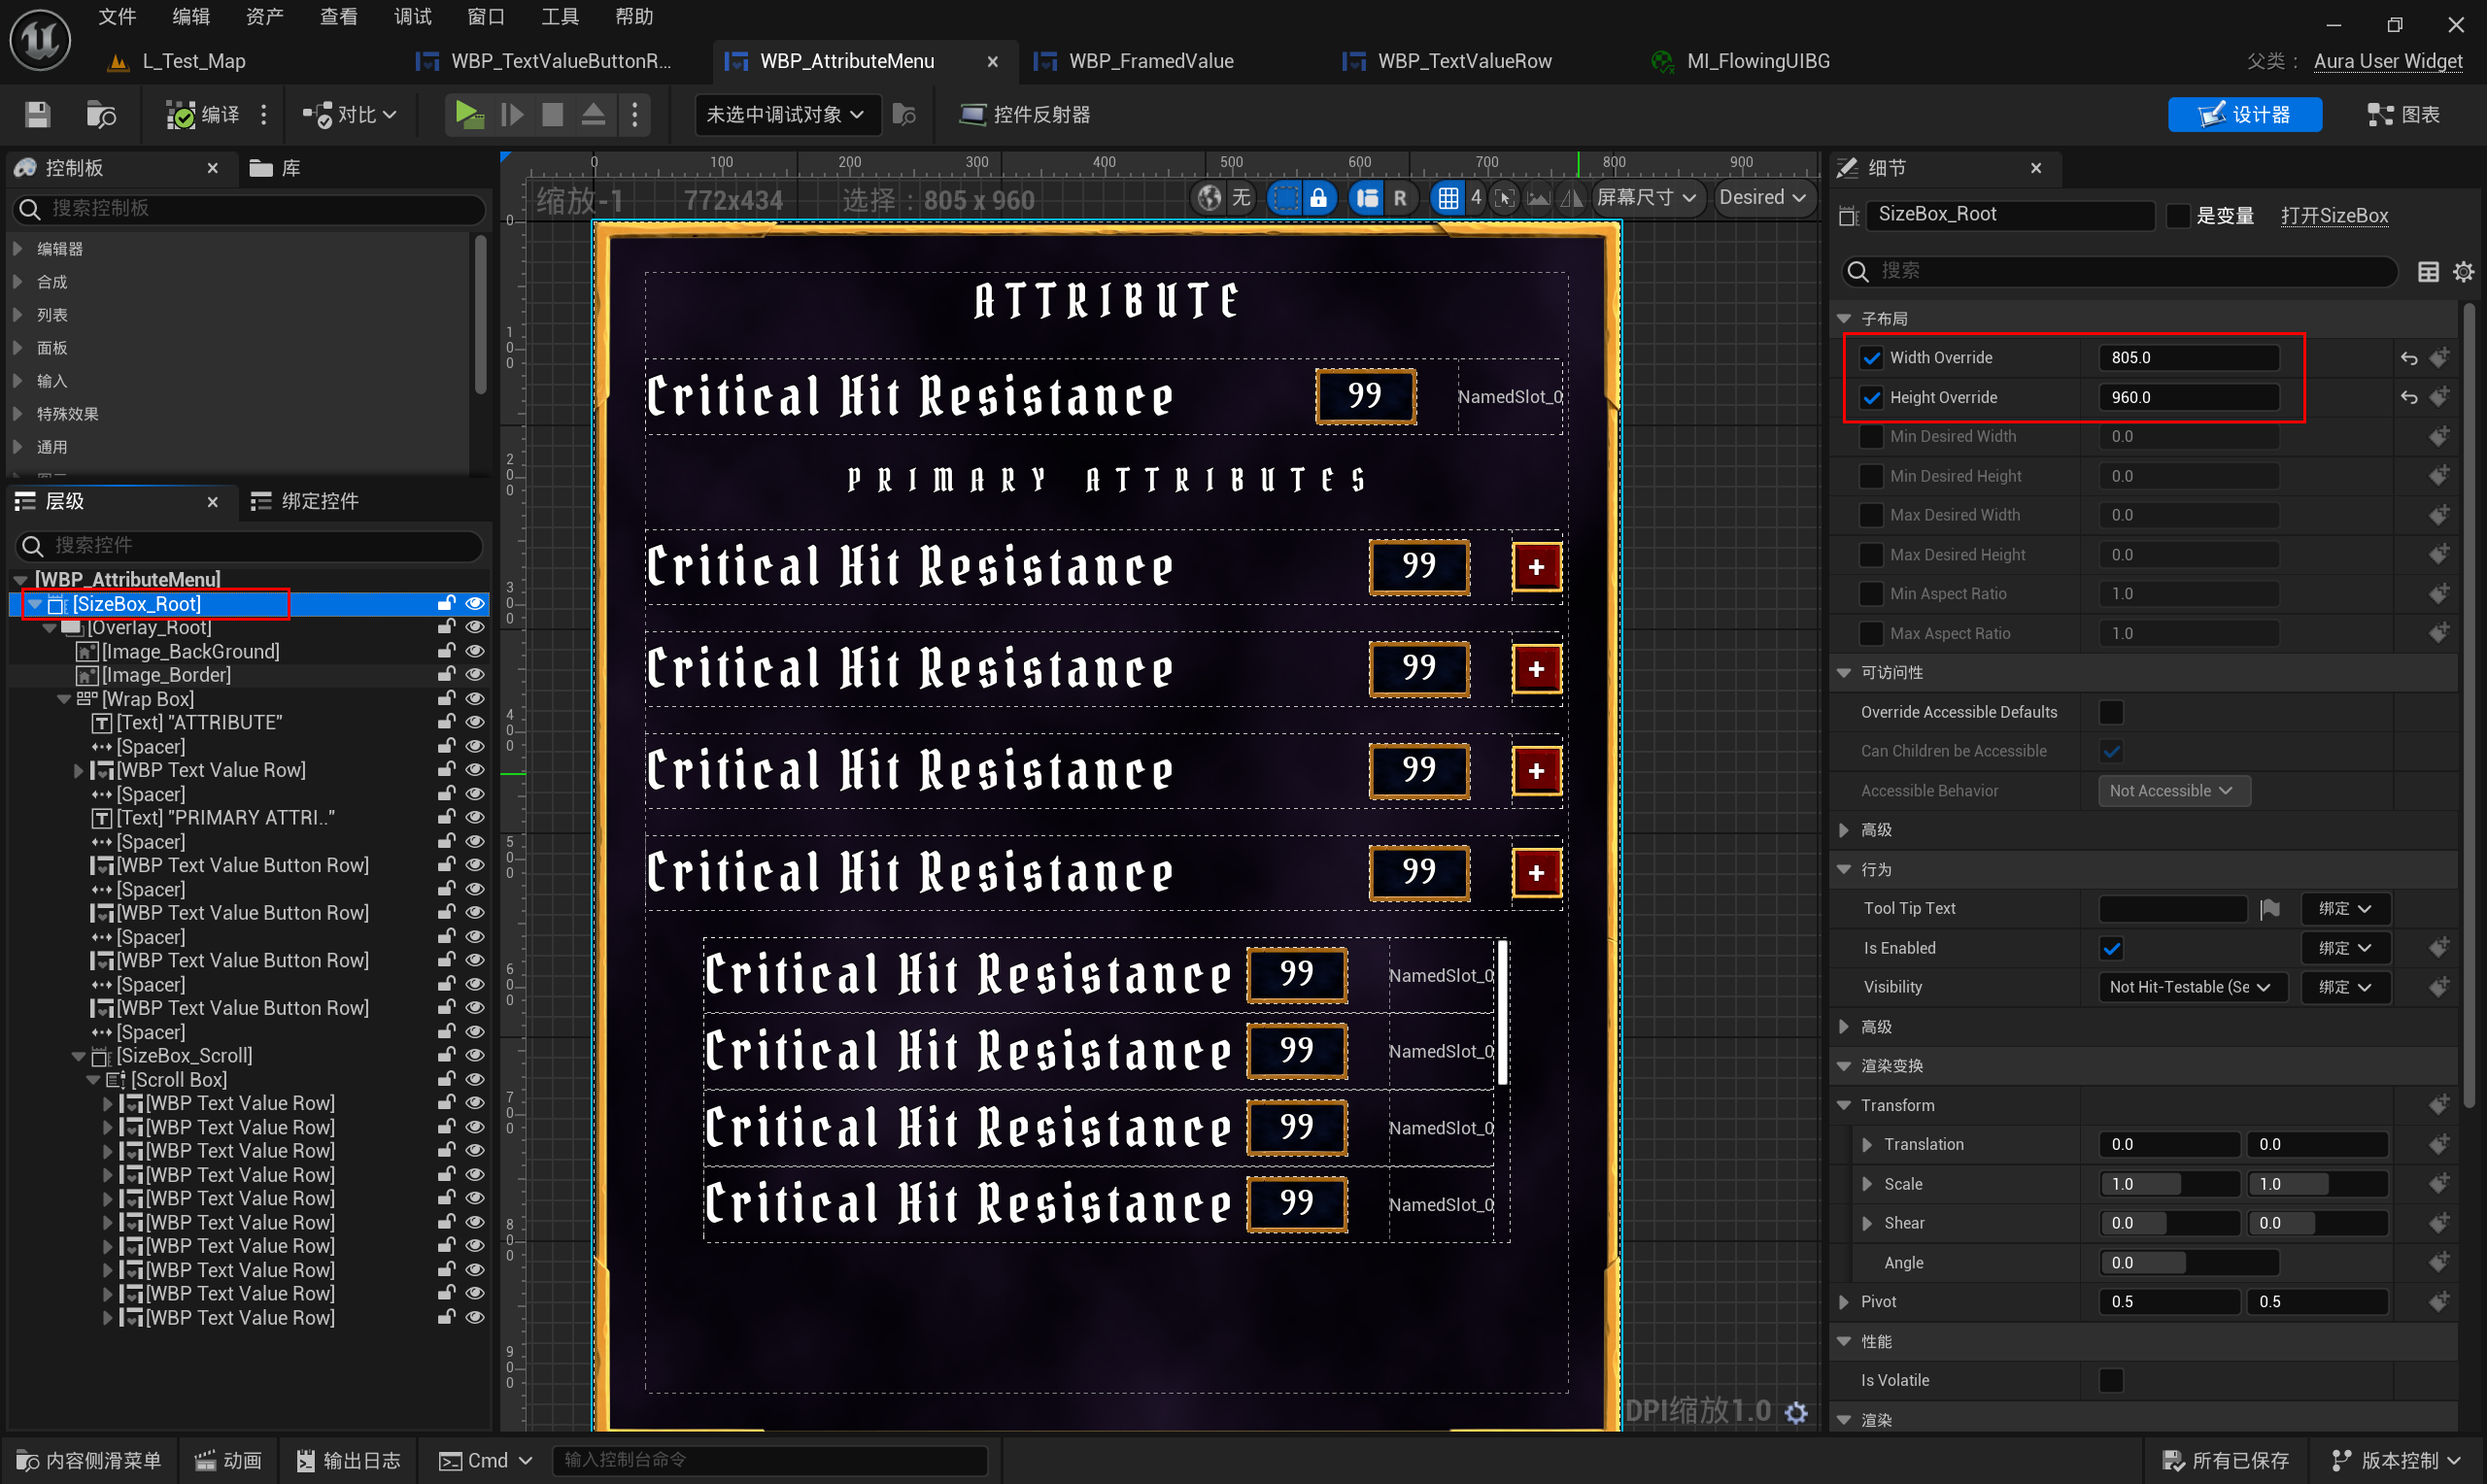 文件 编辑 资产 查看 调试 窗口 工具 帮助
L_Test_Map WBP_TextValueButtonR... WBP_AttributeMenu WBP_FramedValue WBP_TextValueRow MI_FlowingUIBG 父类： Aura User Widget
编译 对比 未选中调试对象 控件反射器 设计器 图表
控制板 库
搜索控制板
编辑器
合成
列表
面板
输入
特殊效果
通用
层级 绑定控件
搜索控件
[WBP_AttributeMenu]
[SizeBox_Root]
[Overlay_Root]
[Image_BackGround]
[Image_Border]
[Wrap Box]
[Text] "ATTRIBUTE"
[Spacer]
[WBP Text Value Row]
[Spacer]
[Text] "PRIMARY ATTRI.."
[Spacer]
[WBP Text Value Button Row]
[Spacer]
[WBP Text Value Button Row]
[Spacer]
[WBP Text Value Button Row]
[Spacer]
[WBP Text Value Button Row]
[Spacer]
[SizeBox_Scroll]
[Scroll Box]
[WBP Text Value Row]
[WBP Text Value Row]
[WBP Text Value Row]
[WBP Text Value Row]
[WBP Text Value Row]
[WBP Text Value Row]
[WBP Text Value Row]
[WBP Text Value Row]
[WBP Text Value Row]
[WBP Text Value Row]
0 100 200 300 400 500 600 700 800 900
缩放-1 772x434 选择：805 x 960 无 R 4 屏幕尺寸 Desired
0
100
200
300
400
500
600
700
800
900
ATTRIBUTE
Critical Hit Resistance 99 NamedSlot_0
PRIMARY ATTRIBUTES
Critical Hit Resistance 99 +
Critical Hit Resistance 99 +
Critical Hit Resistance 99 +
Critical Hit Resistance 99 +
Critical Hit Resistance 99 NamedSlot_0
Critical Hit Resistance 99 NamedSlot_0
Critical Hit Resistance 99 NamedSlot_0
Critical Hit Resistance 99 NamedSlot_0
DPI缩放1.0
细节
SizeBox_Root 是变量 打开SizeBox
搜索
子布局
Width Override 805.0
Height Override 960.0
Min Desired Width 0.0
Min Desired Height 0.0
Max Desired Width 0.0
Max Desired Height 0.0
Min Aspect Ratio 1.0
Max Aspect Ratio 1.0
可访问性
Override Accessible Defaults
Can Children be Accessible
Accessible Behavior Not Accessible
高级
行为
Tool Tip Text 绑定
Is Enabled 绑定
Visibility Not Hit-Testable (Se 绑定
高级
渲染变换
Transform
Translation 0.0 0.0
Scale 1.0 1.0
Shear 0.0 0.0
Angle 0.0
Pivot 0.5 0.5
性能
Is Volatile
渲染
内容侧滑菜单 动画 输出日志 Cmd 输入控制台命令 所有已保存 版本控制